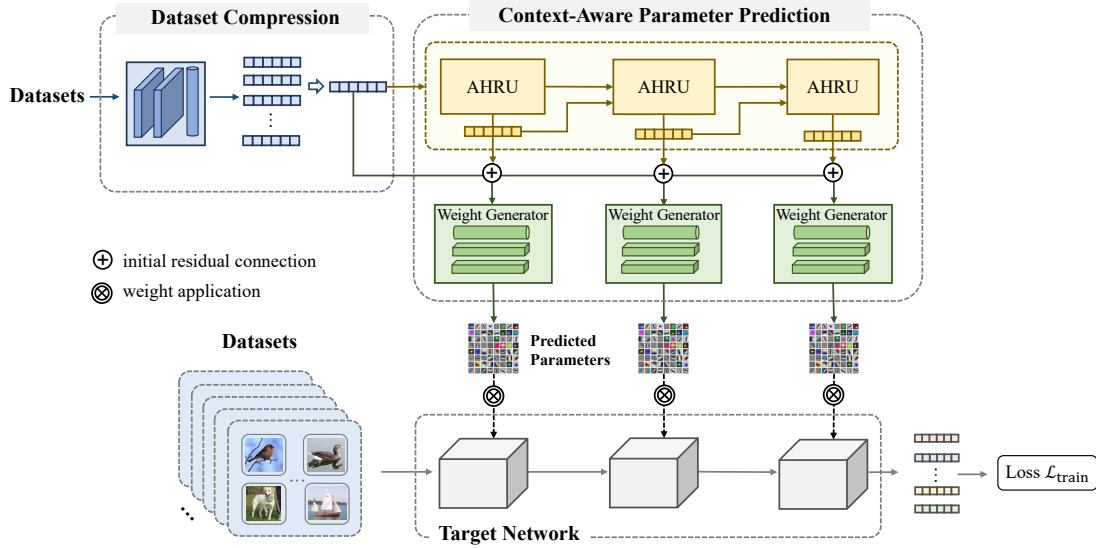 Dataset Compression
Context-Aware Parameter Prediction
Datasets
AHRU
AHRU
AHRU
Weight Generator
Weight Generator
Weight Generator
initial residual connection
weight application
Datasets
Predicted
Parameters
...
...
Loss ℒtrain
Target Network